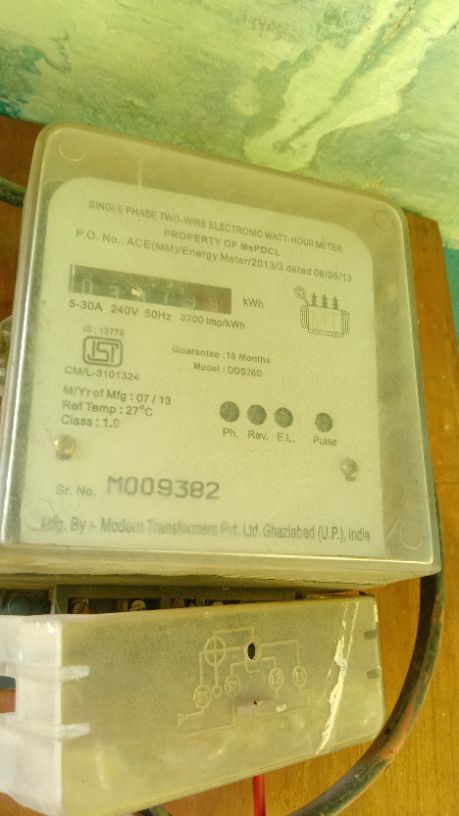 SINGLE PHASE TWO-WIRE ELECTRONIC WATT-HOUR METER
PROPERTY OF MePDCL
P.O. No.: ACE(MM)/Energy Meter/2013/3 dated 08/05/13
kWh
5-30A 240V 50Hz 3200 imp/kWh
IS : 13779
ISI
CM/L-3101324
Guarantee : 18 Months
Model : DDS26D
M/Yr of Mfg : 07 / 13
Ref Temp : 27°C
Class : 1.0
Ph. Rev. E.L. Pulse
Sr. No. M009382
Mfg. By :- Modern Transformers Pvt. Ltd. Ghaziabad (U.P.), India